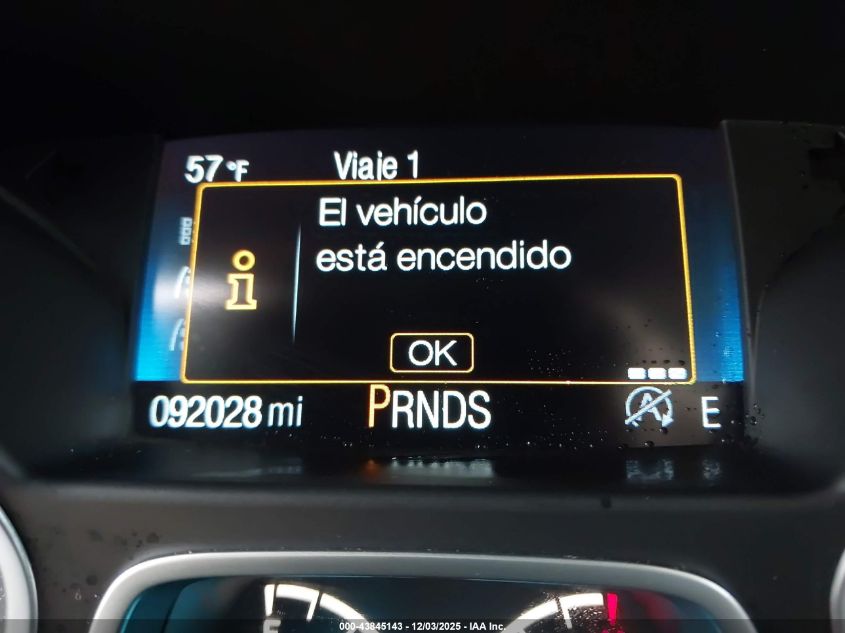 57°F Viaje 1
El vehículo
está encendido
OK
092028 mi PRNDS A E
000-43845143 - 12/03/2025 - IAA Inc.